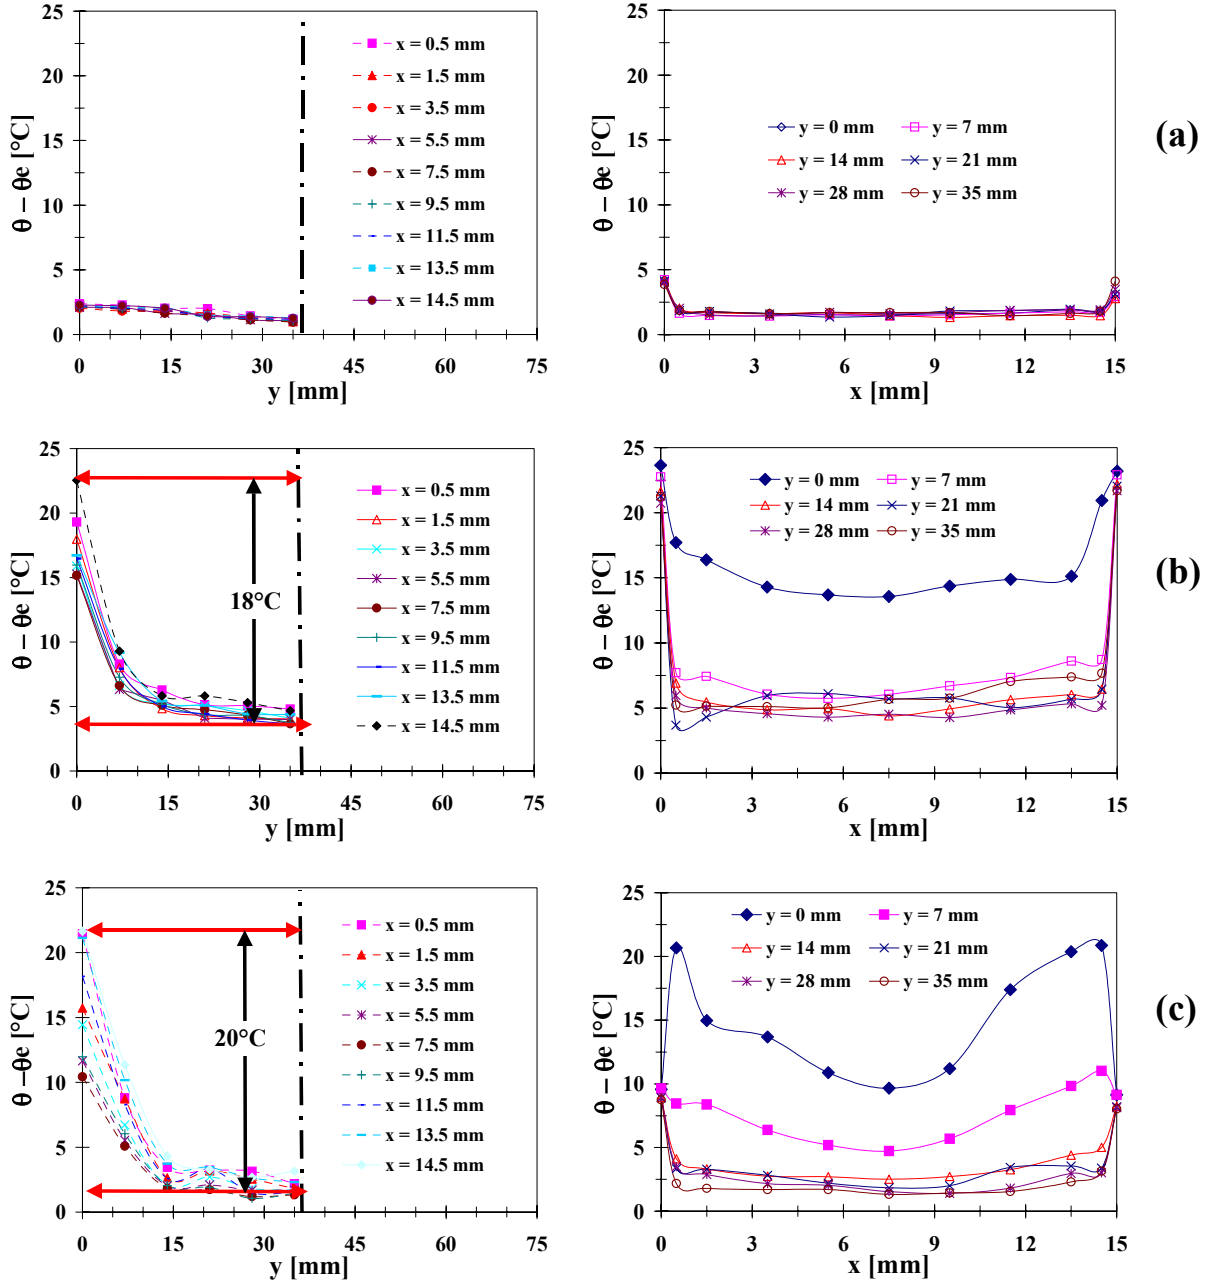 25
20
15
10
5
0
θ – θe [°C]
0 15 30 45 60 75
y [mm]
x = 0.5 mm
x = 1.5 mm
x = 3.5 mm
x = 5.5 mm
x = 7.5 mm
x = 9.5 mm
x = 11.5 mm
x = 13.5 mm
x = 14.5 mm
25
20
15
10
5
0
θ – θe [°C]
0 3 6 9 12 15
x [mm]
y = 0 mm y = 7 mm
y = 14 mm y = 21 mm
y = 28 mm y = 35 mm
(a)
25
20
15
10
5
0
θ – θe [°C]
0 15 30 45 60 75
y [mm]
18°C
x = 0.5 mm
x = 1.5 mm
x = 3.5 mm
x = 5.5 mm
x = 7.5 mm
x = 9.5 mm
x = 11.5 mm
x = 13.5 mm
x = 14.5 mm
25
20
15
10
5
0
θ – θe [°C]
0 3 6 9 12 15
x [mm]
y = 0 mm y = 7 mm
y = 14 mm y = 21 mm
y = 28 mm y = 35 mm
(b)
25
20
15
10
5
0
θ –θe [°C]
0 15 30 45 60 75
y [mm]
20°C
x = 0.5 mm
x = 1.5 mm
x = 3.5 mm
x = 5.5 mm
x = 7.5 mm
x = 9.5 mm
x = 11.5 mm
x = 13.5 mm
x = 14.5 mm
25
20
15
10
5
0
θ – θe [°C]
0 3 6 9 12 15
x [mm]
y = 0 mm y = 7 mm
y = 14 mm y = 21 mm
y = 28 mm y = 35 mm
(c)